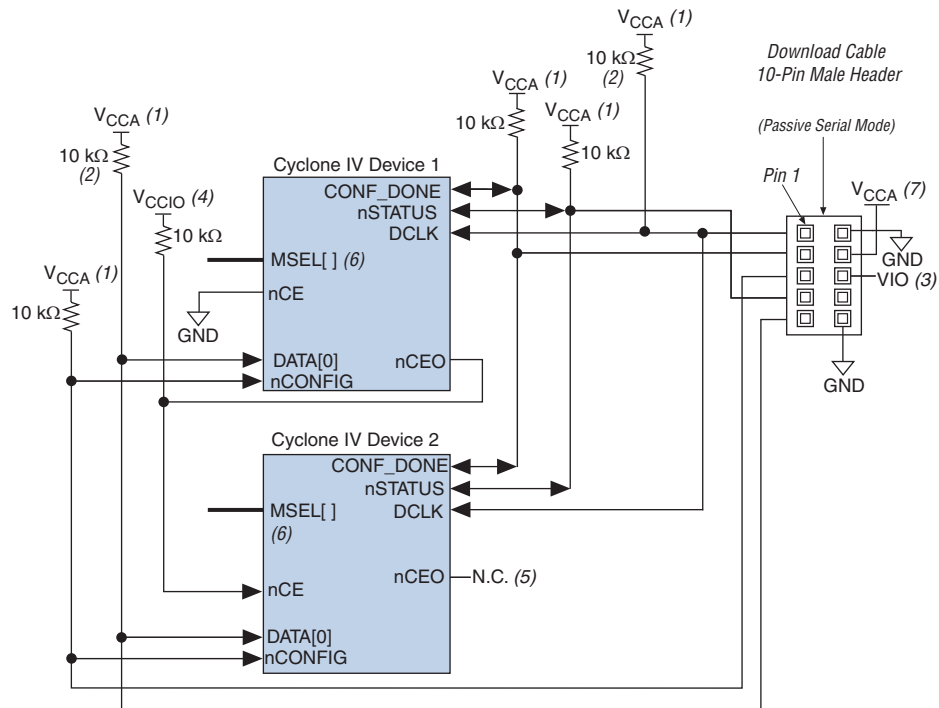 VCCA (1)
10 kΩ
(2)
Download Cable
10-Pin Male Header
(Passive Serial Mode)
Pin 1
VCCA (7)
GND
VIO (3)
GND
VCCA (1)
10 kΩ
VCCA (1)
10 kΩ
VCCA (1)
10 kΩ
(2)
VCCIO (4)
10 kΩ
VCCA (1)
10 kΩ
Cyclone IV Device 1
CONF_DONE
nSTATUS
DCLK
MSEL[ ] (6)
nCE
GND
DATA[0]
nCEO
nCONFIG
Cyclone IV Device 2
CONF_DONE
nSTATUS
MSEL[ ]
DCLK
(6)
nCEO
N.C. (5)
nCE
DATA[0]
nCONFIG